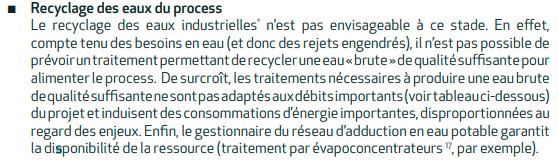 ■ Recyclage des eaux du process
Le recyclage des eaux industrielles* n'est pas envisageable à ce stade. En effet,
compte tenu des besoins en eau (et donc des rejets engendrés), il n'est pas possible de
prévoir un traitement permettant de recycler une eau « brute » de qualité suffisante pour
alimenter le process. De surcroît, les traitements nécessaires à produire une eau brute
de qualité suffisante ne sont pas adaptés aux débits importants (voir tableau ci-dessous)
du projet et induisent des consommations d'énergie importantes, disproportionnées au
regard des enjeux. Enfin, le gestionnaire du réseau d'adduction en eau potable garantit
la disponibilité de la ressource (traitement par évapoconcentrateurs 17, par exemple).